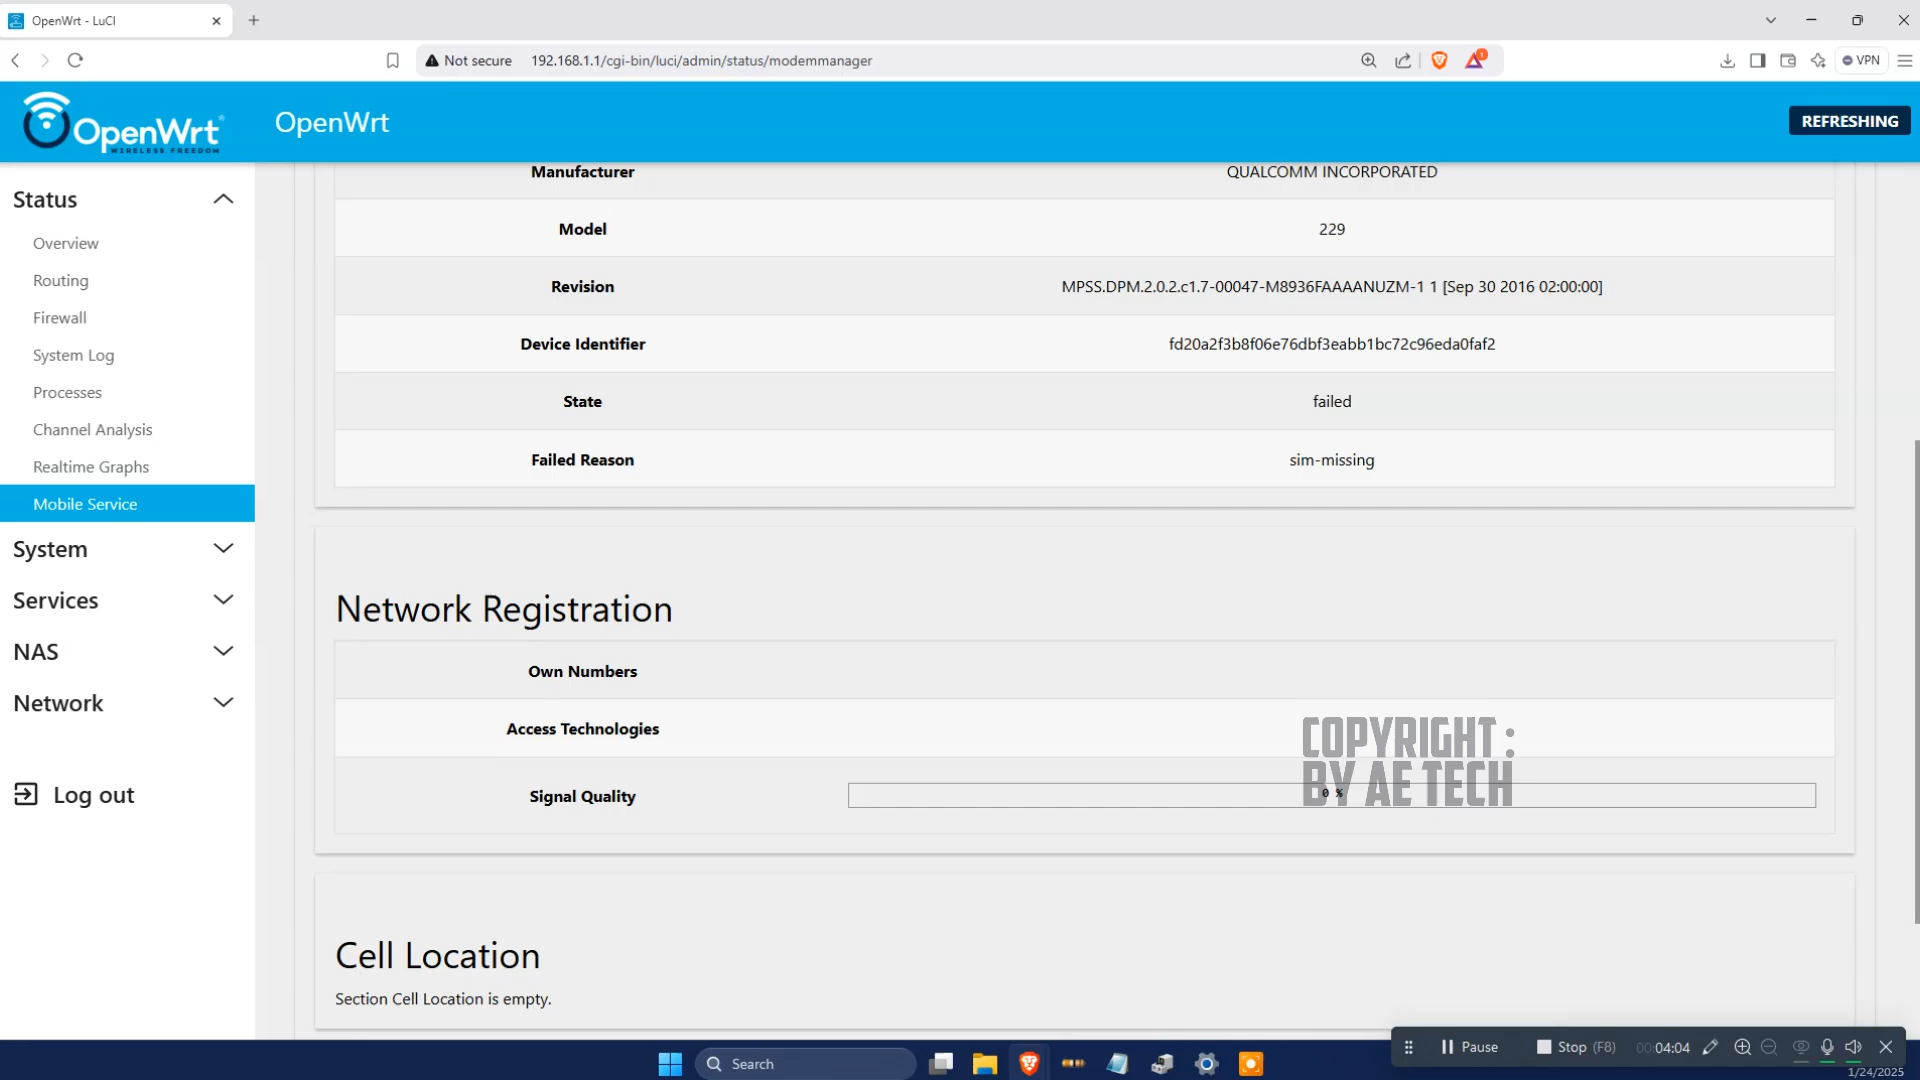 OpenWrt - LuCI
Not secure 192.168.1.1/cgi-bin/luci/admin/status/modemmanager
1
VPN
OpenWrt
WIRELESS FREEDOM
OpenWrt
REFRESHING
Status
Overview
Routing
Firewall
System Log
Processes
Channel Analysis
Realtime Graphs
Mobile Service
System
Services
NAS
Network
Log out
Manufacturer QUALCOMM INCORPORATED
Model 229
Revision MPSS.DPM.2.0.2.c1.7-00047-M8936FAAAANUZM-1 1 [Sep 30 2016 02:00:00]
Device Identifier fd20a2f3b8f06e76dbf3eabb1bc72c96eda0faf2
State failed
Failed Reason sim-missing
Network Registration
Own Numbers
Access Technologies
Signal Quality 0 %
COPYRIGHT :
BY AE TECH
Cell Location
Section Cell Location is empty.
Search
Pause Stop (F8) 00:04:04
1/24/2025